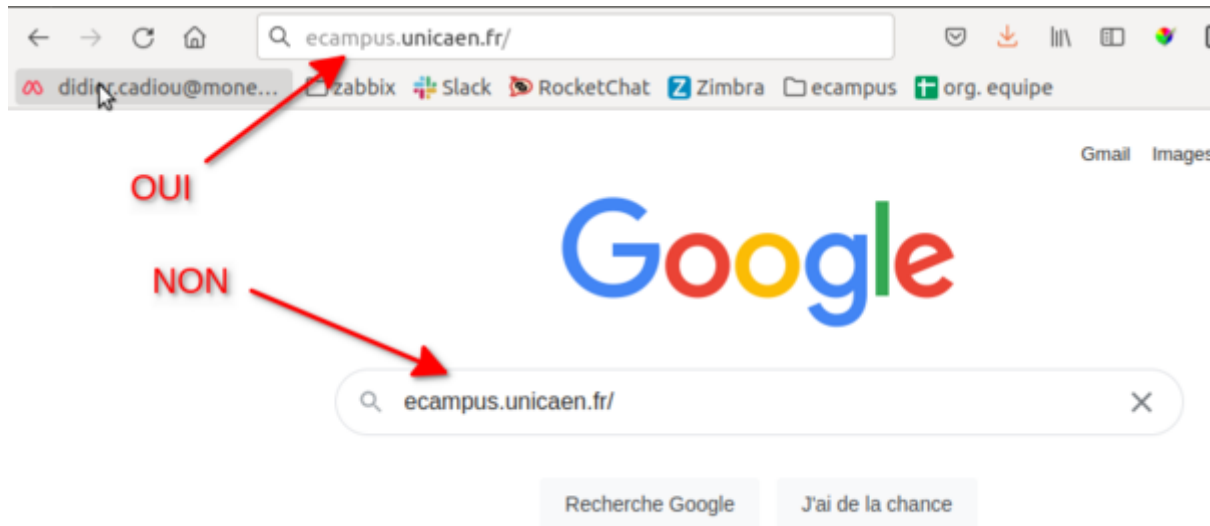 ecampus.unicaen.fr/
didier.cadiou@mone... zabbix Slack RocketChat Zimbra ecampus org. equipe
Gmail Images
OUI
Google
NON
ecampus.unicaen.fr/
Recherche Google J'ai de la chance